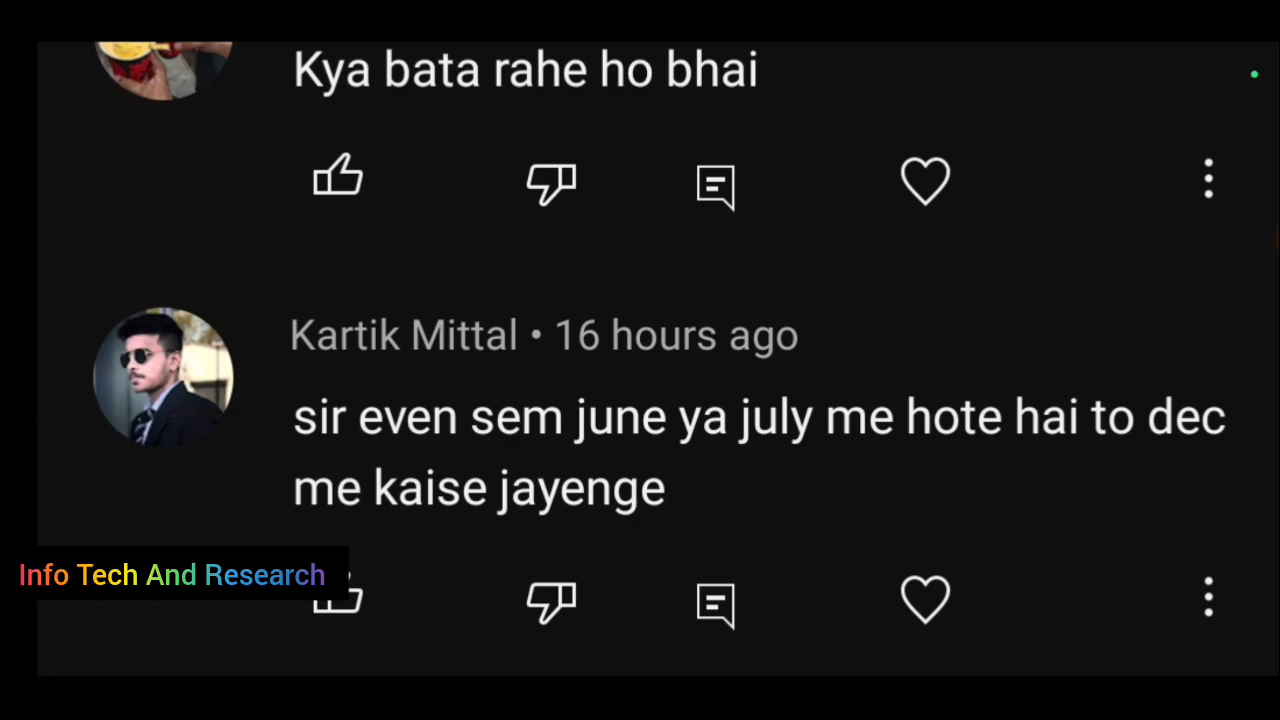 Kya bata rahe ho bhai
Kartik Mittal • 16 hours ago
sir even sem june ya july me hote hai to dec
me kaise jayenge
Info Tech And Research